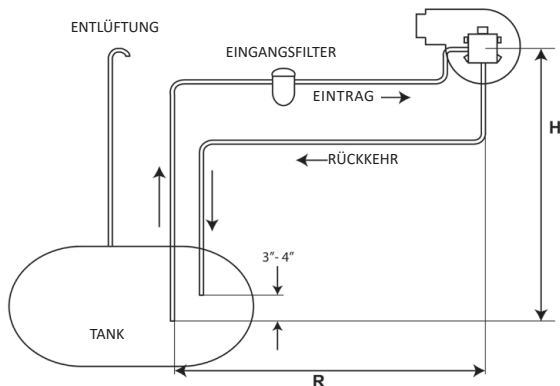 ENTLÜFTUNG
EINGANGSFILTER
EINTRAG
H
RÜCKKEHR
3"- 4"
TANK
R